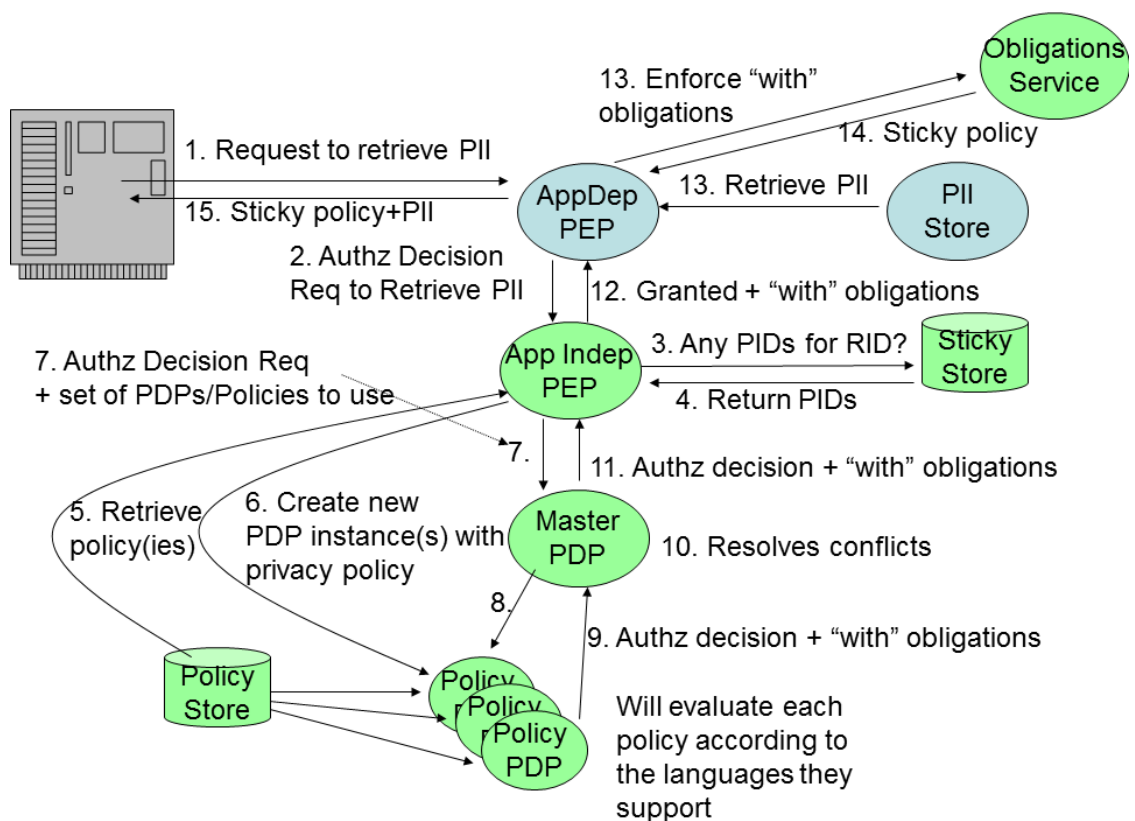 Obligations
Service
13. Enforce “with”
obligations
14. Sticky policy
1. Request to retrieve PII
15. Sticky policy+PII
AppDep
PEP
13. Retrieve PII
PII
Store
2. Authz Decision
Req to Retrieve PII
12. Granted + “with” obligations
7. Authz Decision Req
+ set of PDPs/Policies to use
App Indep
PEP
3. Any PIDs for RID?
4. Return PIDs
Sticky
Store
7.
11. Authz decision + “with” obligations
5. Retrieve
policy(ies)
6. Create new
PDP instance(s) with
privacy policy
Master
PDP
10. Resolves conflicts
8.
9. Authz decision + “with” obligations
Policy
Store
Policy
Policy
Policy
PDP
Will evaluate each
policy according to
the languages they
support